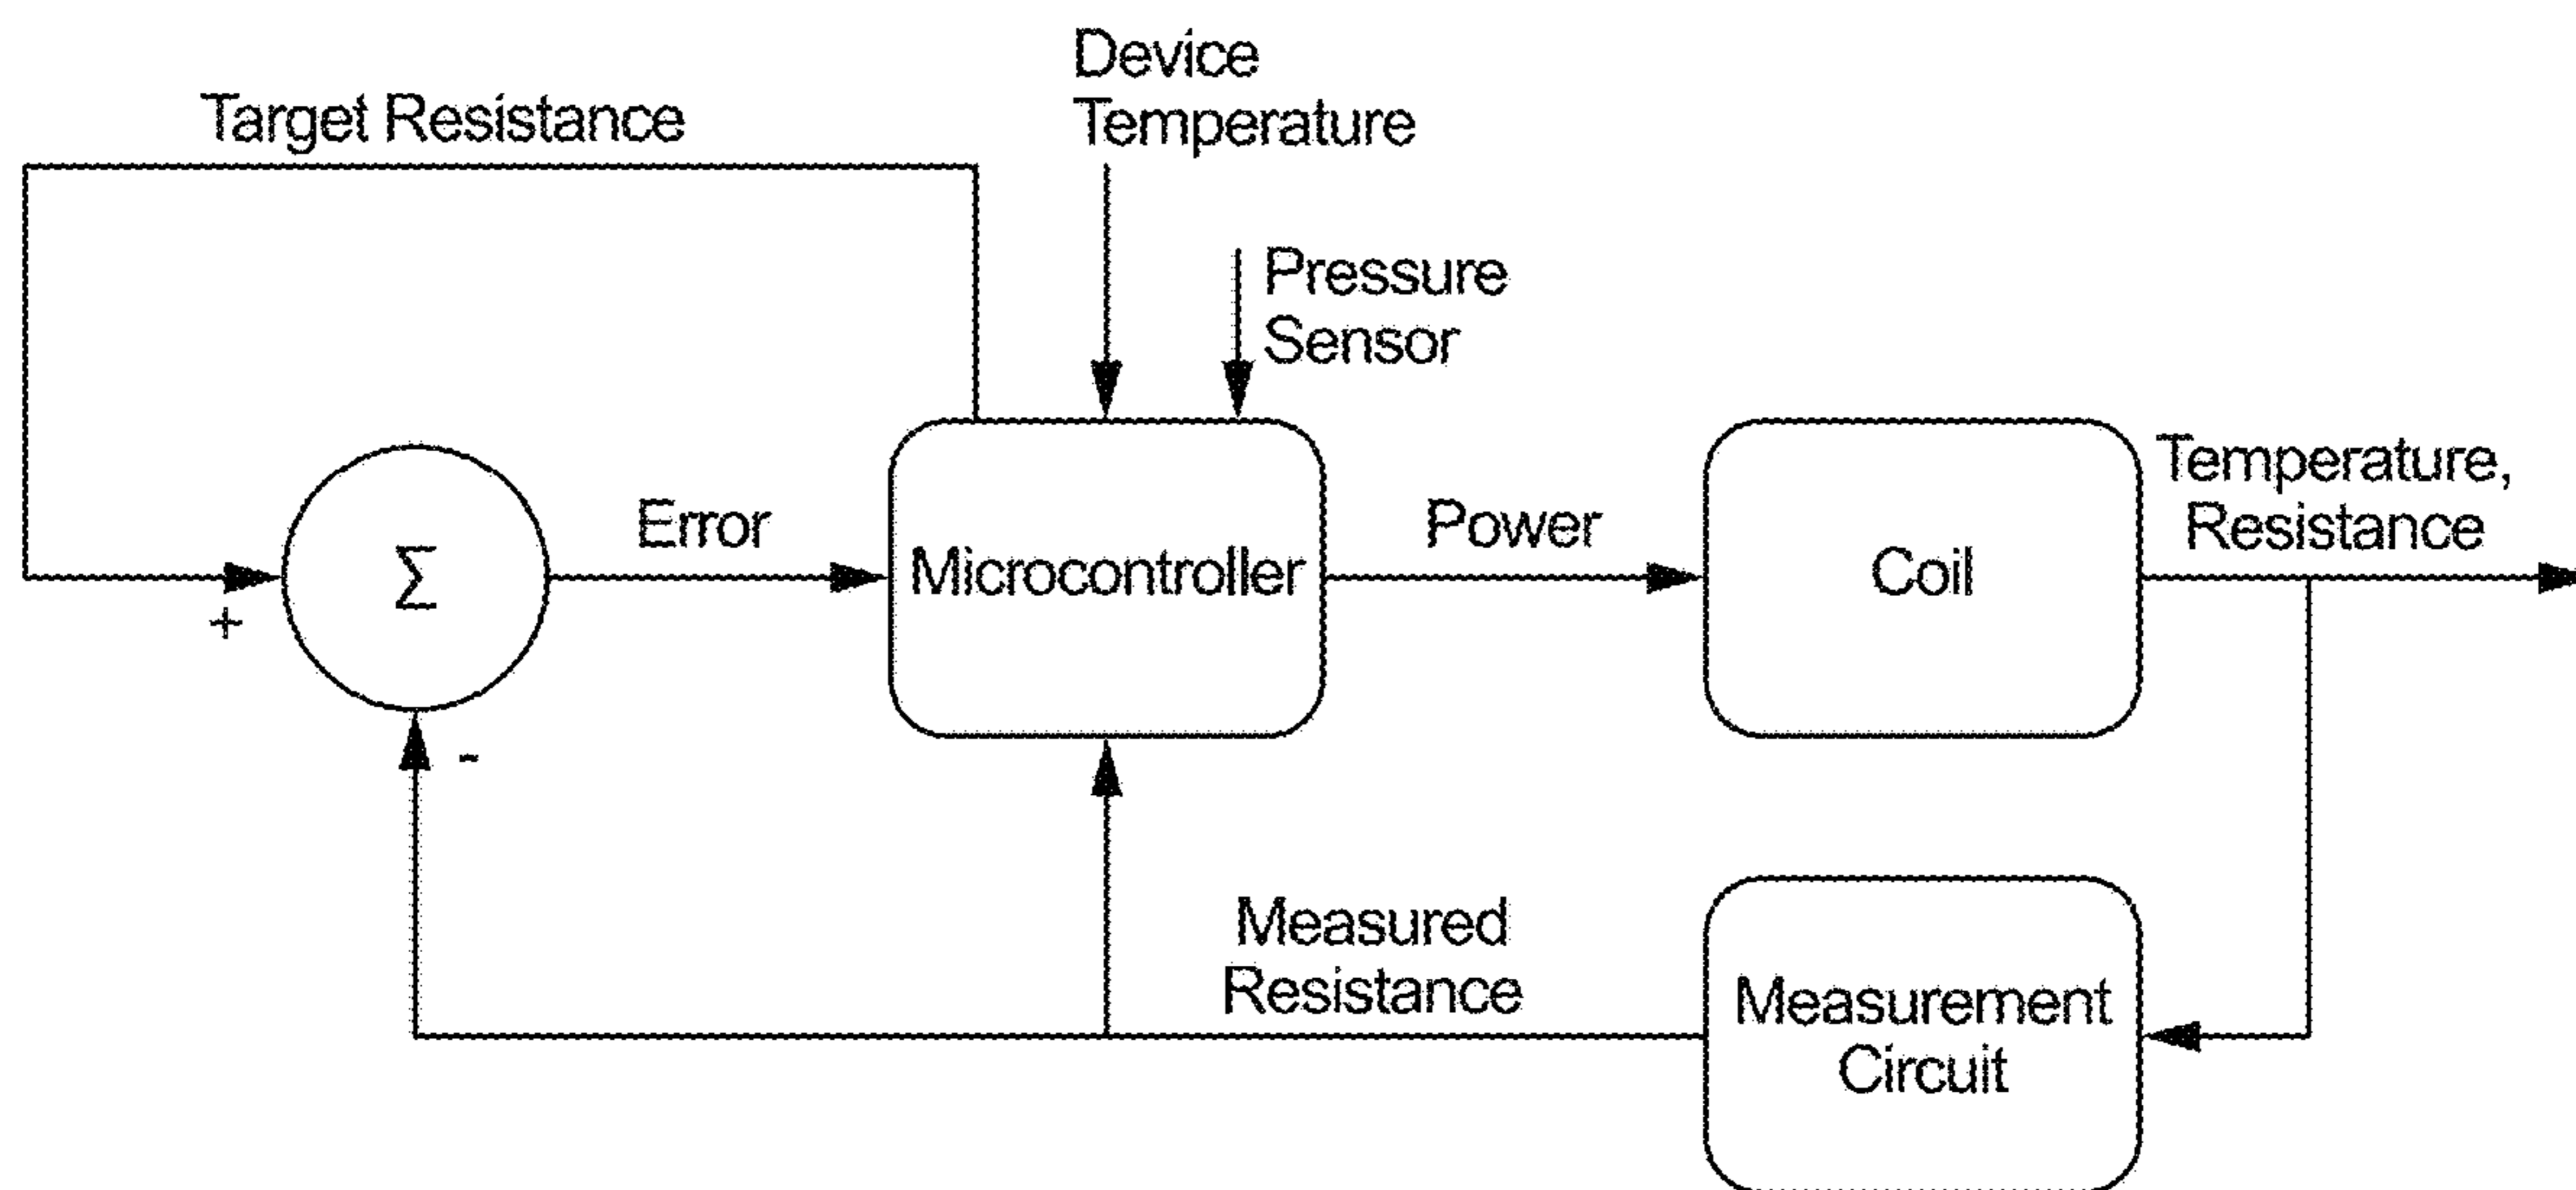 Device
Temperature
Target Resistance
Pressure
Sensor
Temperature,
Resistance
Error
Power
Σ
Microcontroller
Coil
+
-
Measured
Resistance
Measurement
Circuit